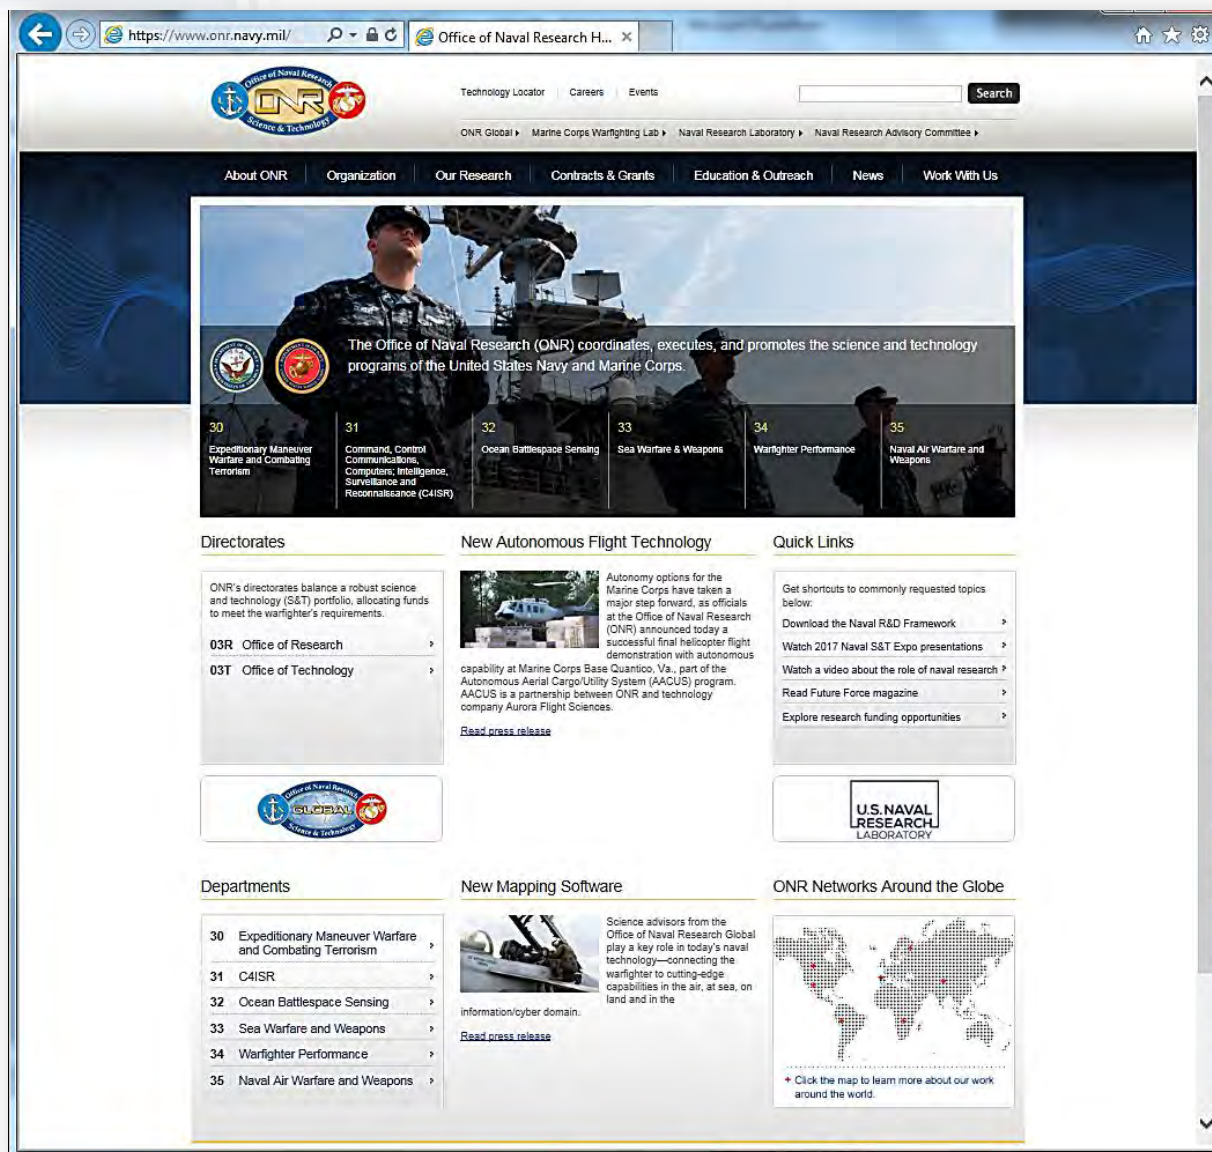 https://www.onr.navy.mil/
Office of Naval Research H...
Office of Naval Research
ONR
Science & Technology
Technology Locator
Careers
Events
Search
ONR Global
Marine Corps Warfighting Lab
Naval Research Laboratory
Naval Research Advisory Committee
About ONR
Organization
Our Research
Contracts & Grants
Education & Outreach
News
Work With Us
The Office of Naval Research (ONR) coordinates, executes, and promotes the science and technology
programs of the United States Navy and Marine Corps.
30
Expeditionary Maneuver
Warfare and Combating
Terrorism
31
Command, Control
Communications,
Computers; Intelligence,
Surveillance and
Reconnaissance (C4ISR)
32
Ocean Battlespace Sensing
33
Sea Warfare & Weapons
34
Warfighter Performance
35
Naval Air Warfare and
Weapons
Directorates
ONR's directorates balance a robust science
and technology (S&T) portfolio, allocating funds
to meet the warfighter's requirements.
03R Office of Research
03T Office of Technology
New Autonomous Flight Technology
Autonomy options for the
Marine Corps have taken a
major step forward, as officials
at the Office of Naval Research
(ONR) announced today a
successful final helicopter flight
demonstration with autonomous
capability at Marine Corps Base Quantico, Va., part of the
Autonomous Aerial Cargo/Utility System (AACUS) program.
AACUS is a partnership between ONR and technology
company Aurora Flight Sciences.
Read press release
Quick Links
Get shortcuts to commonly requested topics
below:
Download the Naval R&D Framework
Watch 2017 Naval S&T Expo presentations
Watch a video about the role of naval research
Read Future Force magazine
Explore research funding opportunities
Office of Naval Research
GLOBAL
Science & Technology
U.S. NAVAL
RESEARCH
LABORATORY
Departments
30 Expeditionary Maneuver Warfare
and Combating Terrorism
31 C4ISR
32 Ocean Battlespace Sensing
33 Sea Warfare and Weapons
34 Warfighter Performance
35 Naval Air Warfare and Weapons
New Mapping Software
Science advisors from the
Office of Naval Research Global
play a key role in today's naval
technology—connecting the
warfighter to cutting-edge
capabilities in the air, at sea, on
land and in the
information/cyber domain.
Read press release
ONR Networks Around the Globe
Click the map to learn more about our work
around the world.